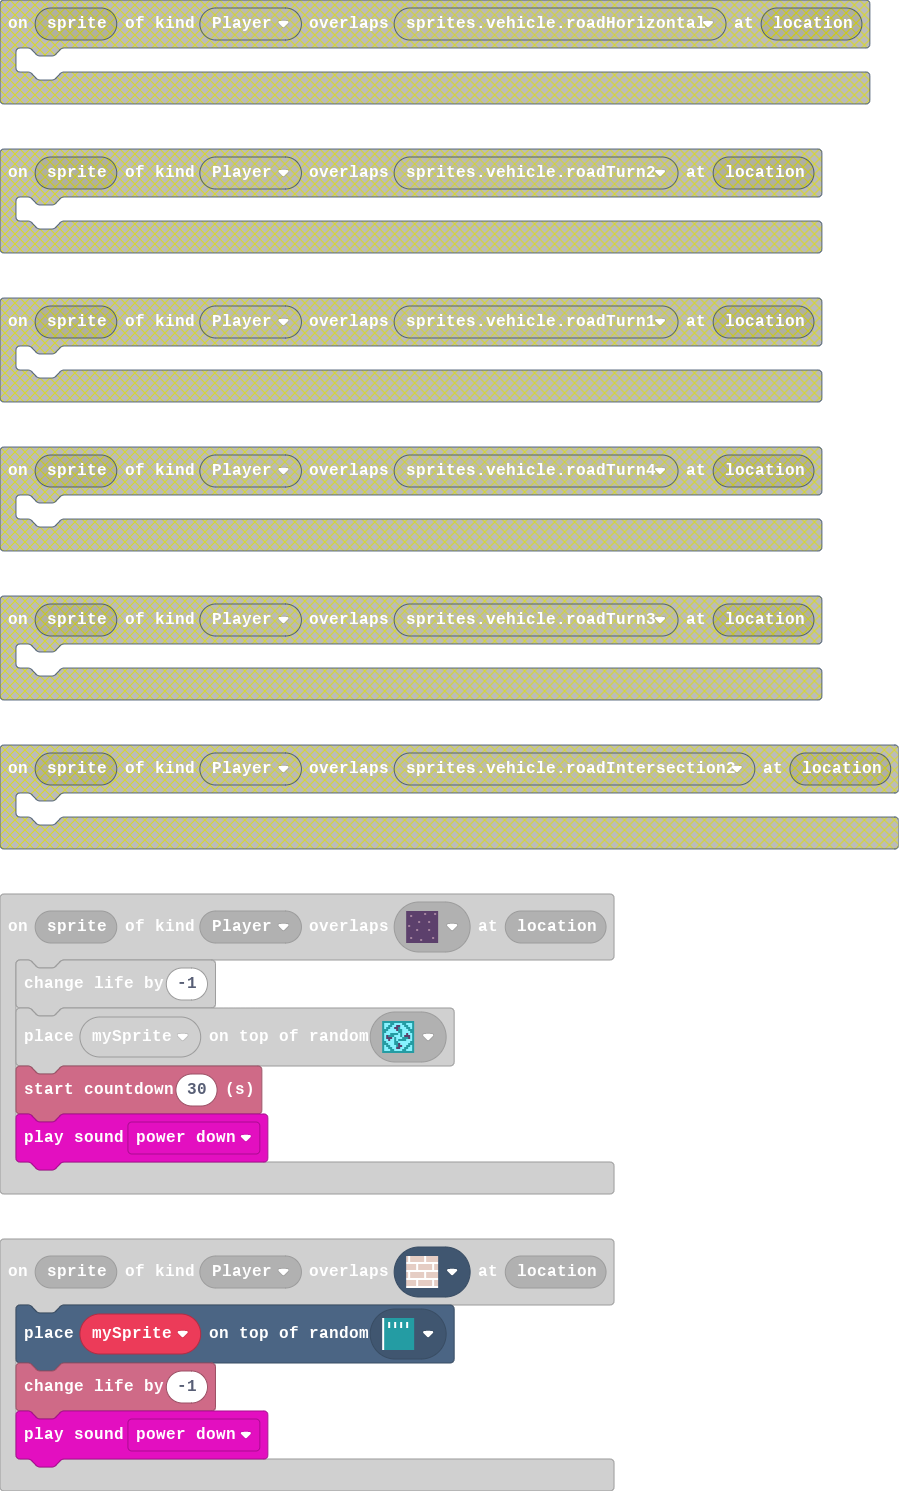 on sprite of kind Player overlaps sprites.vehicle.roadHorizontal at location
on sprite of kind Player overlaps sprites.vehicle.roadTurn2 at location
on sprite of kind Player overlaps sprites.vehicle.roadTurn1 at location
on sprite of kind Player overlaps sprites.vehicle.roadTurn4 at location
on sprite of kind Player overlaps sprites.vehicle.roadTurn3 at location
on sprite of kind Player overlaps sprites.vehicle.roadIntersection2 at location
on sprite of kind Player overlaps at location
change life by -1
place mySprite on top of random
start countdown 30 (s)
play sound power down
on sprite of kind Player overlaps at location
place mySprite on top of random
change life by -1
play sound power down